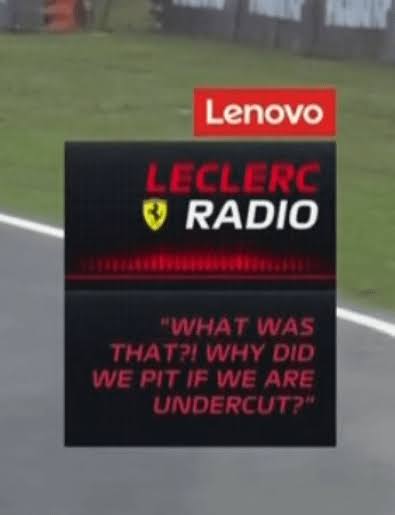 Lenovo
LECLERC
RADIO
"WHAT WAS
THAT?! WHY DID
WE PIT IF WE ARE
UNDERCUT?"